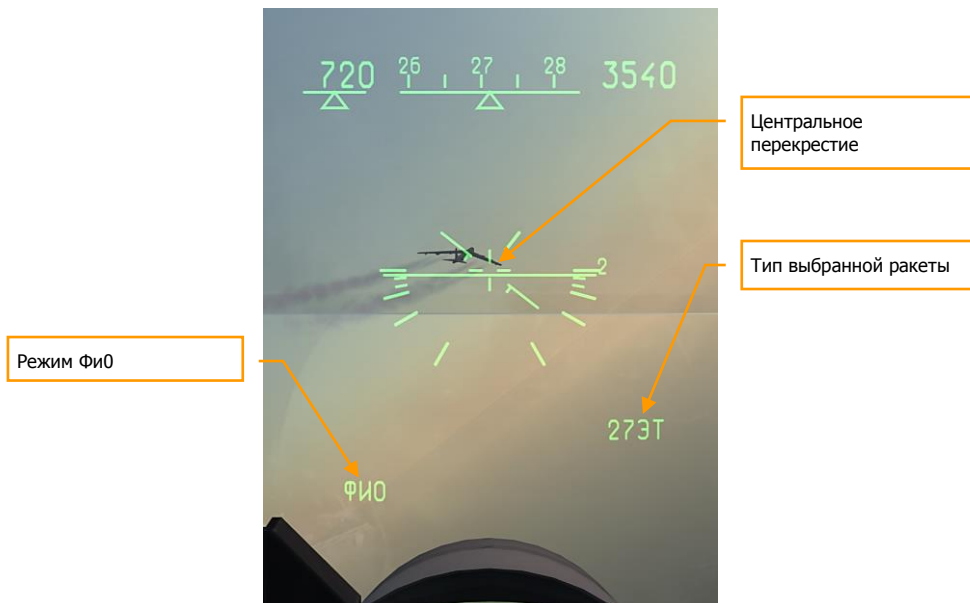 720 26 27 28 3540
Центральное
перекрестие
2
Тип выбранной ракеты
Режим Фи0
27ЭТ
ФИ0